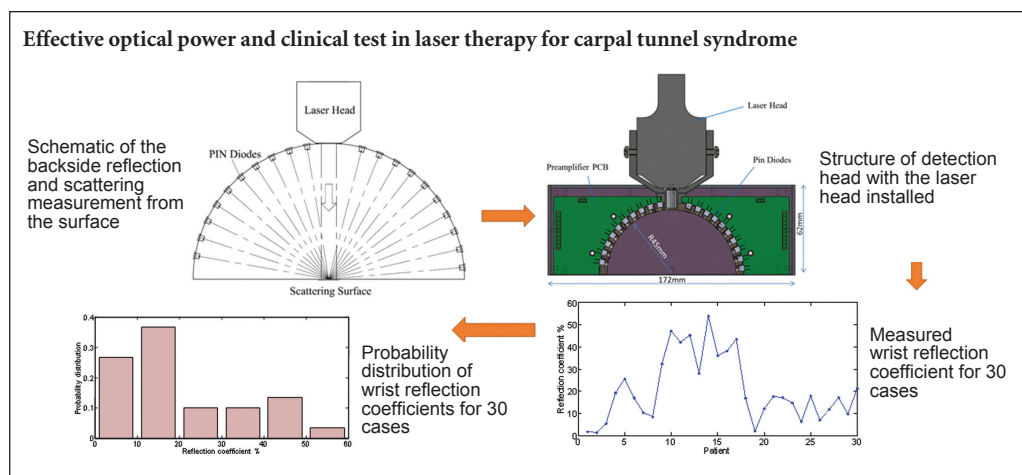 Effective optical power and clinical test in laser therapy for carpal tunnel syndrome
Schematic of the
backside reflection
and scattering
measurement from
the surface
Laser Head
PIN Diodes
Scattering Surface
Laser Head
Preamplifier PCB
Pin Diodes
R45mm
62mm
172mm
Structure of detection
head with the laser
head installed
Measured
wrist reflection
coefficient for 30
cases
60
50
40
30
20
10
0
Reflection coefficient %
0 5 10 15 20 25 30
Patient
Probability
distribution of
wrist reflection
coefficients for 30
cases
0.4
0.3
0.2
0.1
0
Probability distribution
0 10 20 30 40 50 60
Reflection coefficient %